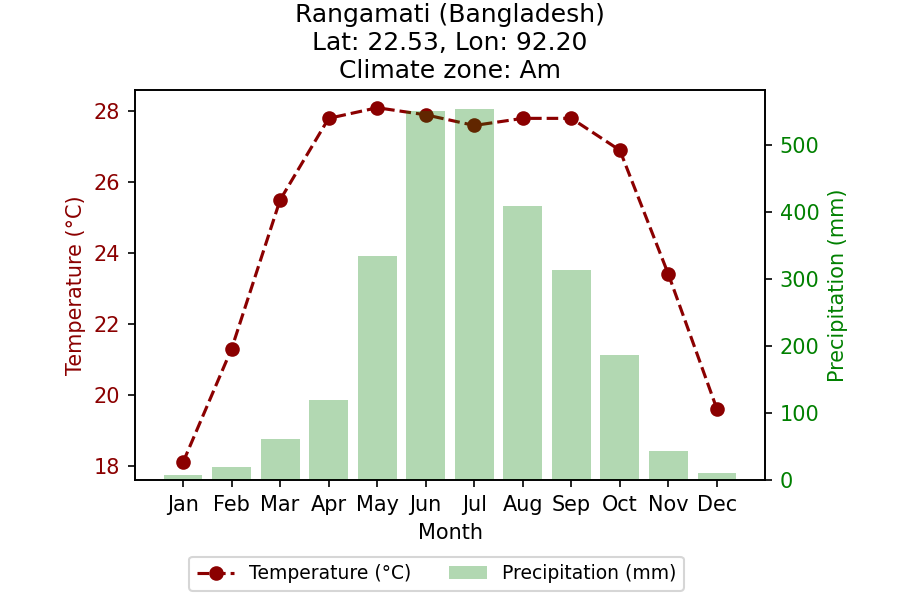 Rangamati (Bangladesh)
Lat: 22.53, Lon: 92.20
Climate zone: Am
28
26
24
22
20
18
Temperature (°C)
500
400
300
200
100
0
Precipitation (mm)
Jan Feb Mar Apr May Jun Jul Aug Sep Oct Nov Dec
Month
Temperature (°C) Precipitation (mm)